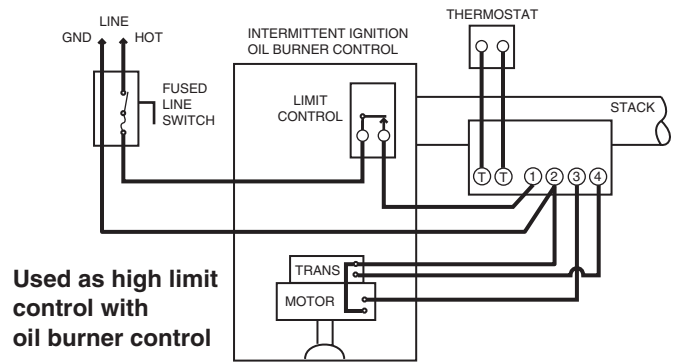 LINE
GND HOT
FUSED
LINE
SWITCH
INTERMITTENT IGNITION
OIL BURNER CONTROL
LIMIT
CONTROL
THERMOSTAT
STACK
T T 1 2 3 4
TRANS
MOTOR
Used as high limit
control with
oil burner control